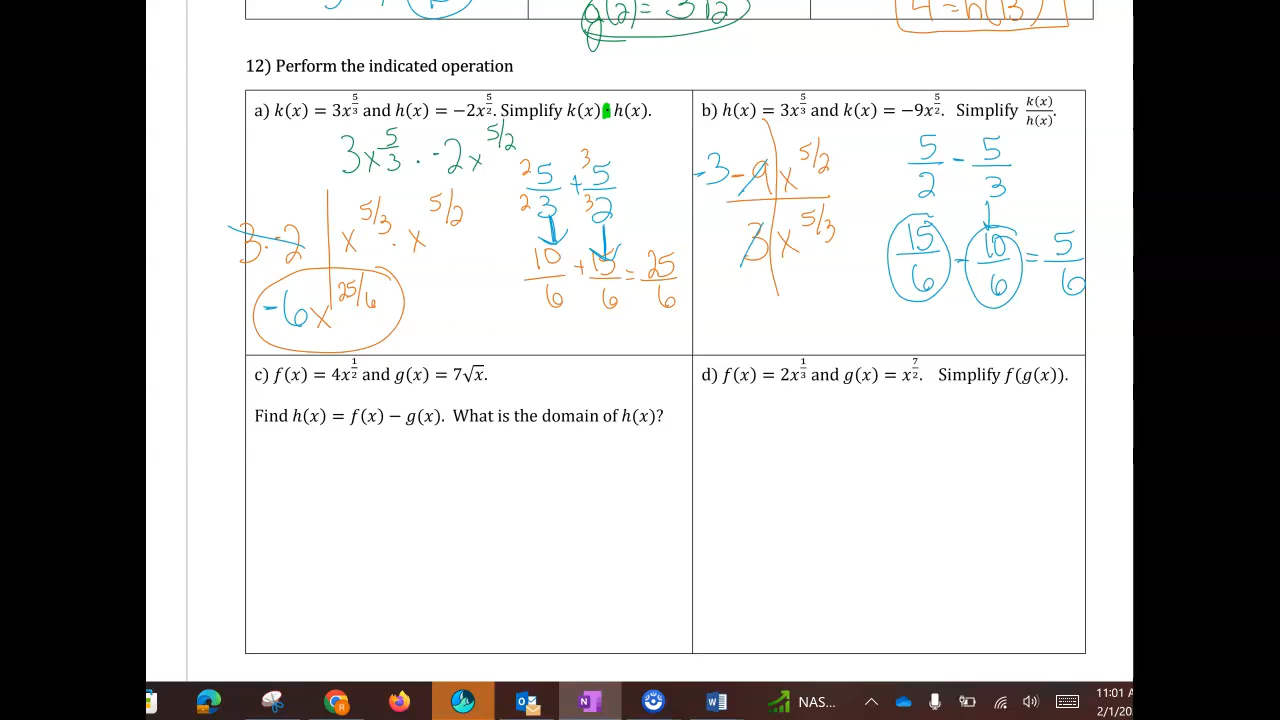 g(2) = 312
4 = h(13)
12) Perform the indicated operation
a) k(x) = 3x^{5/3} and h(x) = −2x^{5/2}. Simplify k(x) · h(x).
3x^{5/3} · -2x^{5/2}
3 · -2 | x^{5/3} · x^{5/2}
-6x^{25/6}
2 5/2 3 + 3 5/3 2
10/6 + 15/6 = 25/6
b) h(x) = 3x^{5/3} and k(x) = −9x^{5/2}. Simplify k(x)/h(x).
-3 -9 | x^{5/2}
3 | x^{5/3}
5/2 - 5/3
15/6 - 10/6 = 5/6
c) f(x) = 4x^{1/2} and g(x) = 7√x.
Find h(x) = f(x) − g(x). What is the domain of h(x)?
d) f(x) = 2x^{1/3} and g(x) = x^{7/2}. Simplify f(g(x)).
NAS...
11:01 A
2/1/20